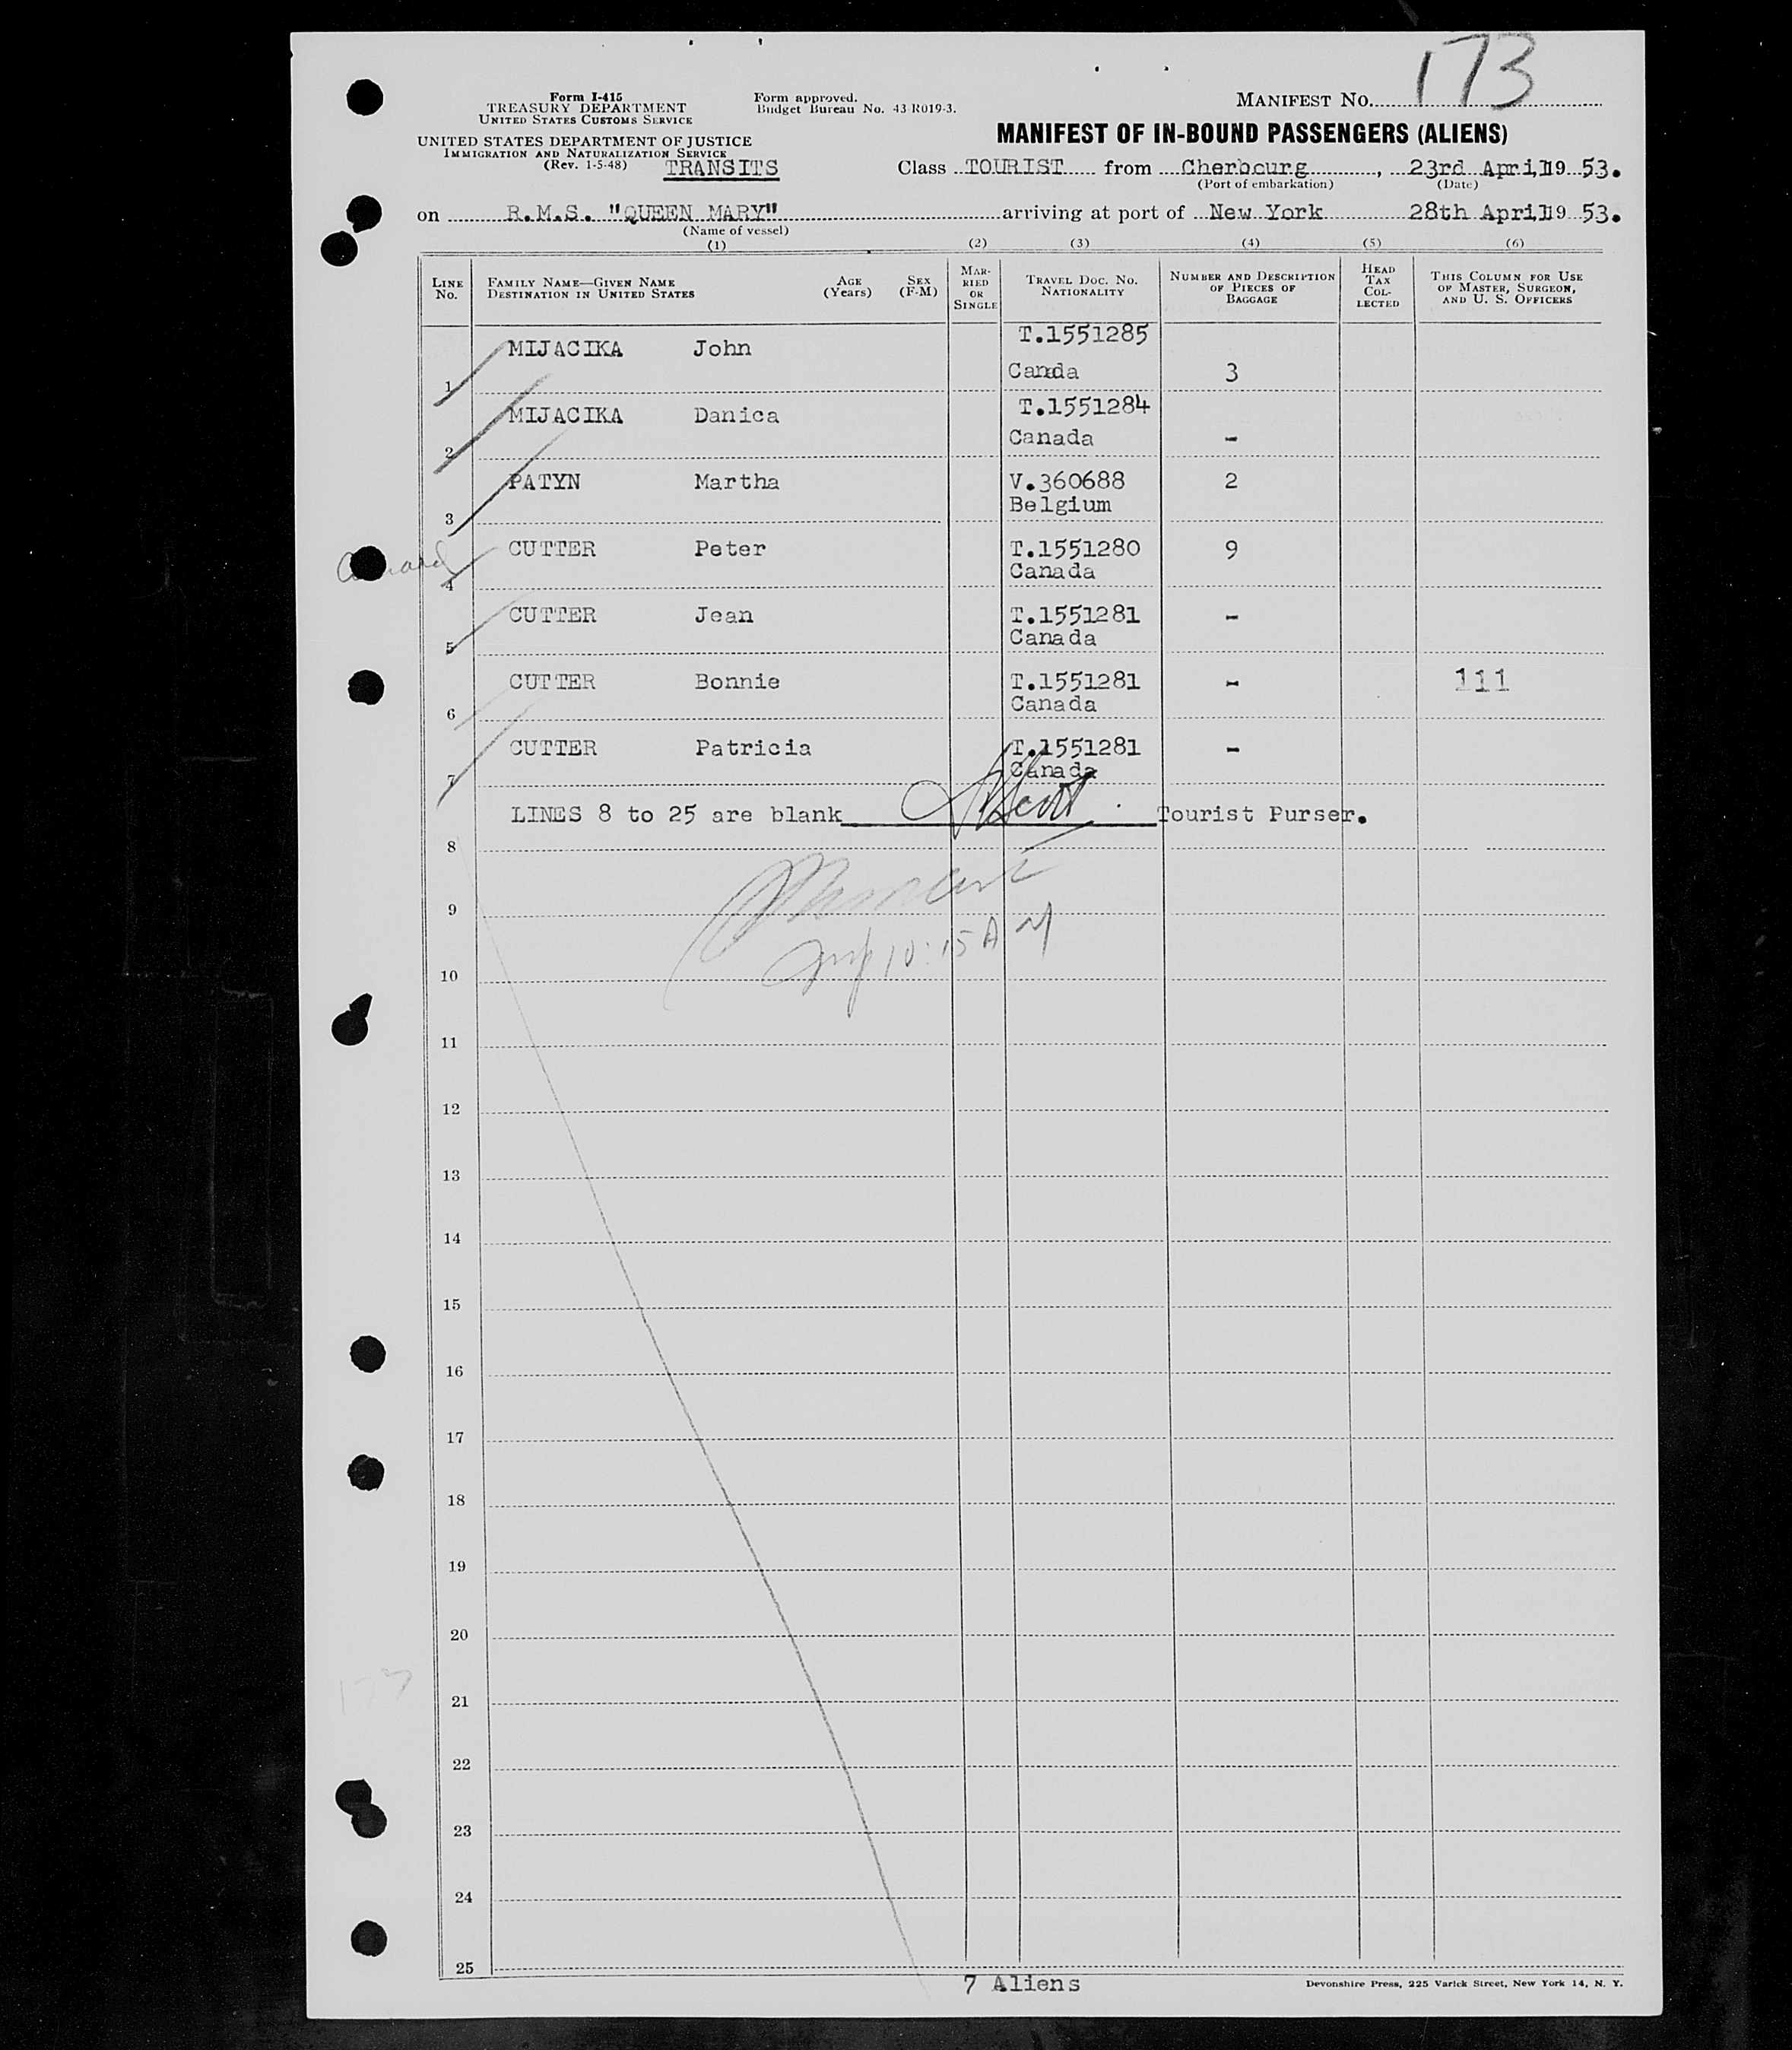 173
Form I-415
TREASURY DEPARTMENT
UNITED STATES CUSTOMS SERVICE
Form approved.
Budget Bureau No. 43-R019-3.
MANIFEST No.
UNITED STATES DEPARTMENT OF JUSTICE
IMMIGRATION AND NATURALIZATION SERVICE
(Rev. 1-5-48) TRANSITS
MANIFEST OF IN-BOUND PASSENGERS (ALIENS)
Class TOURIST from Cherbourg, 23rd April, 19 53.
(Port of embarkation) (Date)
on R.M.S. "QUEEN MARY" arriving at port of New York 28th April 19 53.
(Name of vessel)
(1) (2) (3) (4) (5) (6)
LINE No. FAMILY NAME—GIVEN NAME DESTINATION IN UNITED STATES AGE (Years) SEX (F-M) MARRIED OR SINGLE TRAVEL DOC. No. NATIONALITY NUMBER AND DESCRIPTION OF PIECES OF BAGGAGE HEAD TAX COLLECTED THIS COLUMN FOR USE OF MASTER, SURGEON, AND U. S. OFFICERS
MIJACIKA John T.1551285
1 Canada 3
MIJACIKA Danica T.1551284
2 Canada -
PATYN Martha V.360688 2
3 Belgium
CUTTER Peter T.1551280 9
Canada 4 Canada
CUTTER Jean T.1551281 -
5 Canada
CUTTER Bonnie T.1551281 - 111
6 Canada
CUTTER Patricia T.1551281 -
7 Canada
LINES 8 to 25 are blank Tourist Purser.
8
9
10:15 AM
10
11
12
13
14
15
16
17
18
19
20
173
21
22
23
24
25
7 Aliens
Devonshire Press, 225 Varick Street, New York 14, N. Y.